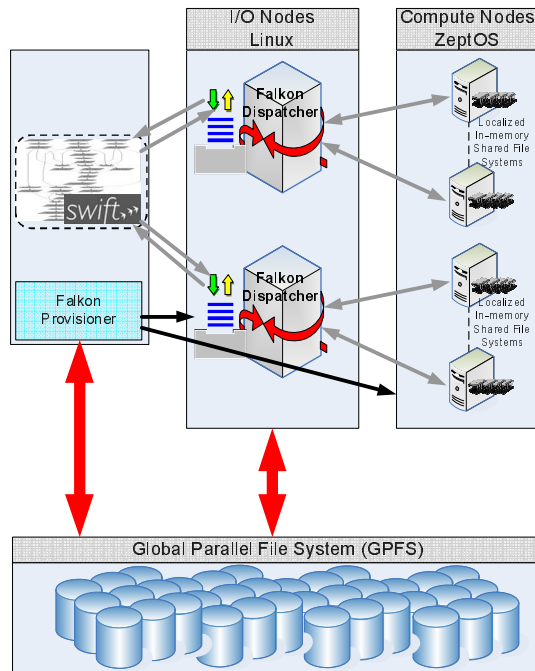 I/O Nodes
Linux
Compute Nodes
ZeptOS
Falkon
Dispatcher
Localized
In-memory
Shared File
Systems
swift
Falkon
Dispatcher
Falkon
Provisioner
Localized
In-memory
Shared File
Systems
Global Parallel File System (GPFS)